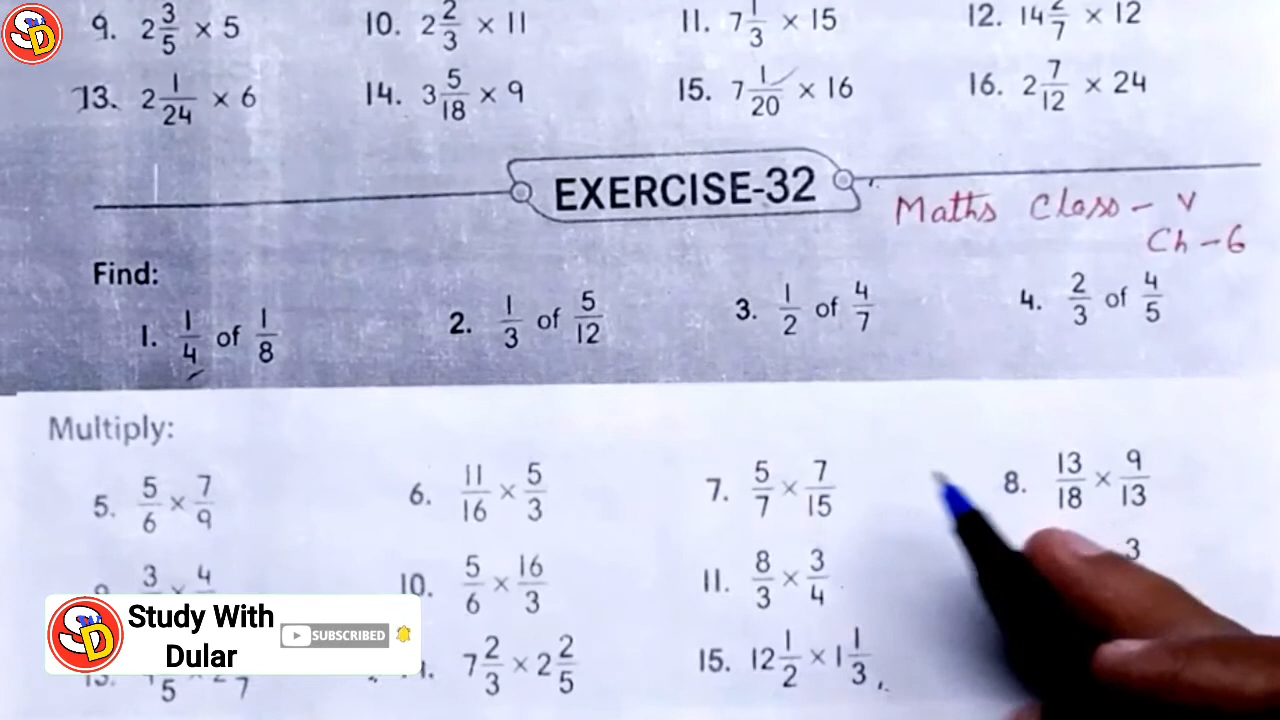 SD
9. 2 3/5 × 5 10. 2 2/3 × 11 11. 7 1/3 × 15 12. 14 2/7 × 12
13. 2 1/24 × 6 14. 3 5/18 × 9 15. 7 1/20 × 16 16. 2 7/12 × 24
EXERCISE-32
Maths Class - V
Ch - 6
Find:
1. 1/4 of 1/8 2. 1/3 of 5/12 3. 1/2 of 4/7 4. 2/3 of 4/5
Multiply:
5. 5/6 × 7/9 6. 11/16 × 5/3 7. 5/7 × 7/15 8. 13/18 × 9/13
10. 5/6 × 16/3 11. 8/3 × 3/4 3
7 2/3 × 2 2/5 15. 12 1/2 × 1 1/3
SD
Study With
Dular
SUBSCRIBED